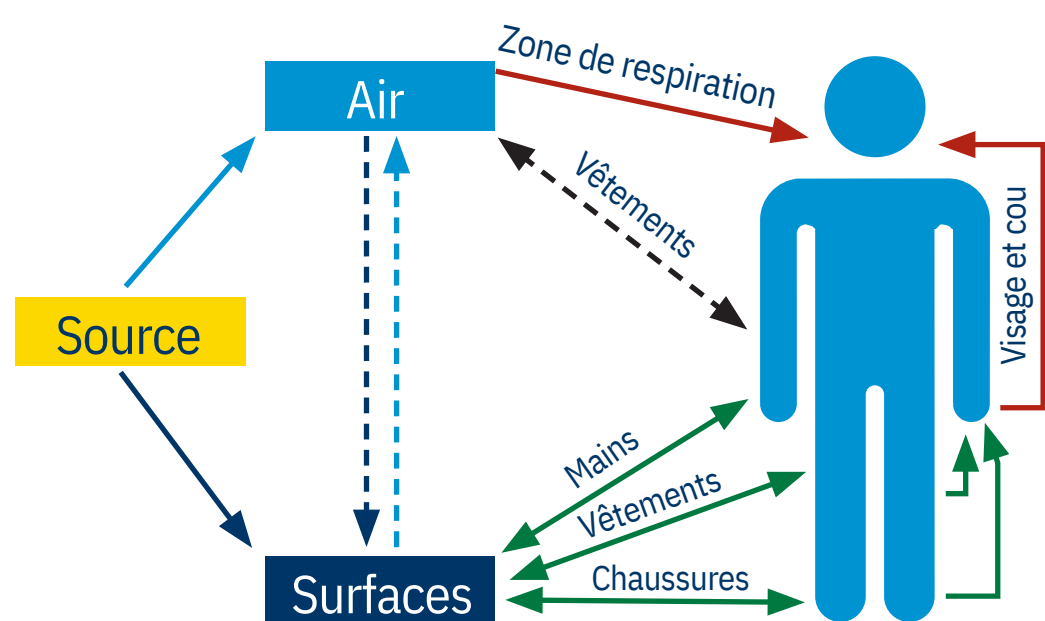 Zone de respiration
Air
Vêtements
Visage et cou
Source
Mains
Vêtements
Chaussures
Surfaces